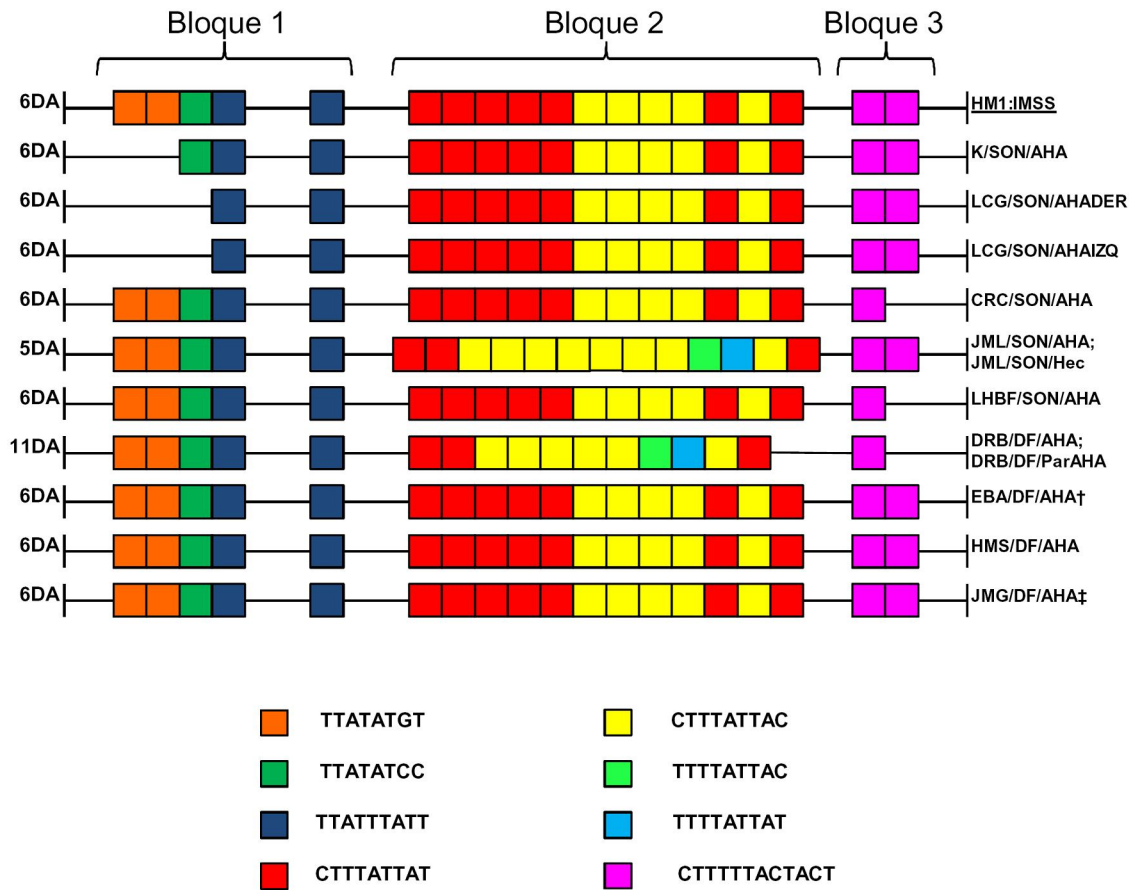 Bloque 1 Bloque 2 Bloque 3
6DA HM1:IMSS
6DA K/SON/AHA
6DA LCG/SON/AHADER
6DA LCG/SON/AHAIZQ
6DA CRC/SON/AHA
5DA JML/SON/AHA;
JML/SON/Hec
6DA LHBF/SON/AHA
11DA DRB/DF/AHA;
DRB/DF/ParAHA
6DA EBA/DF/AHA†
6DA HMS/DF/AHA
6DA JMG/DF/AHA‡
TTATATGT CTTTATTAC
TTATATCC TTTTATTAC
TTATTTATT TTTTATTAT
CTTTATTAT CTTTTTACTACT